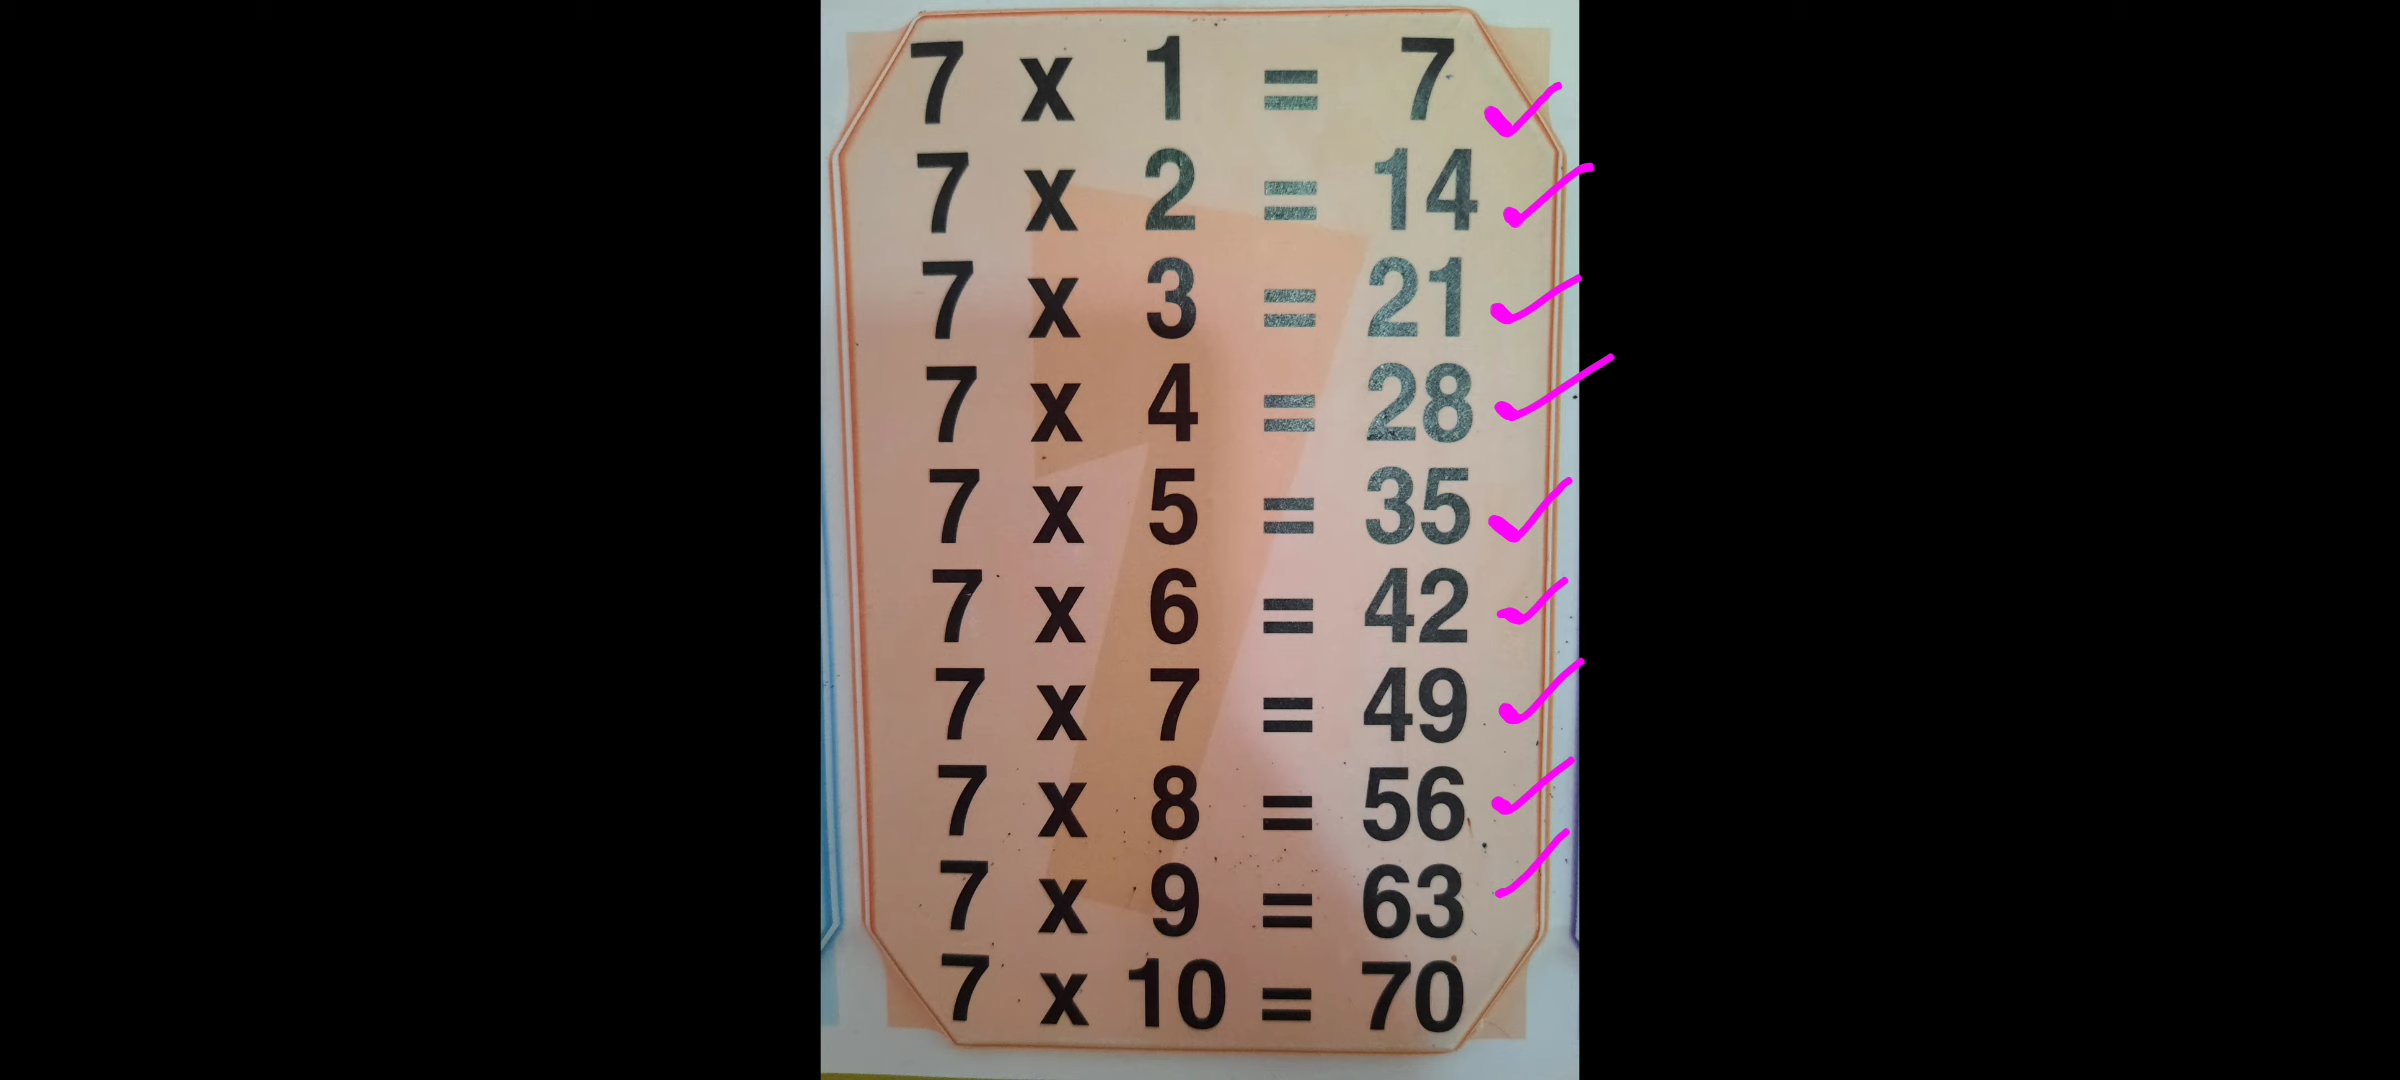 7 x 1 = 7
7 x 2 = 14
7 x 3 = 21
7 x 4 = 28
7 x 5 = 35
7 x 6 = 42
7 x 7 = 49
7 x 8 = 56
7 x 9 = 63
7 x 10 = 70